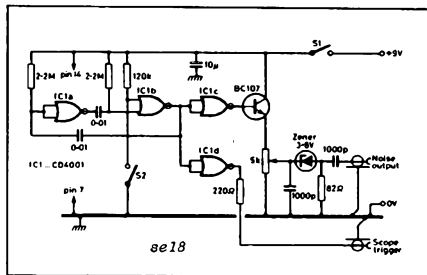 S1
+9V
2·2M
pin 14
2·2M
120k
10µ
BC107
IC1a
IC1b
IC1c
0·01
0·01
Zener
3-8V
1000p
5k
Noise
output
IC1d
IC1...CD4001
S2
220Ω
1000p
82Ω
pin 7
0V
Scope
trigger
se18